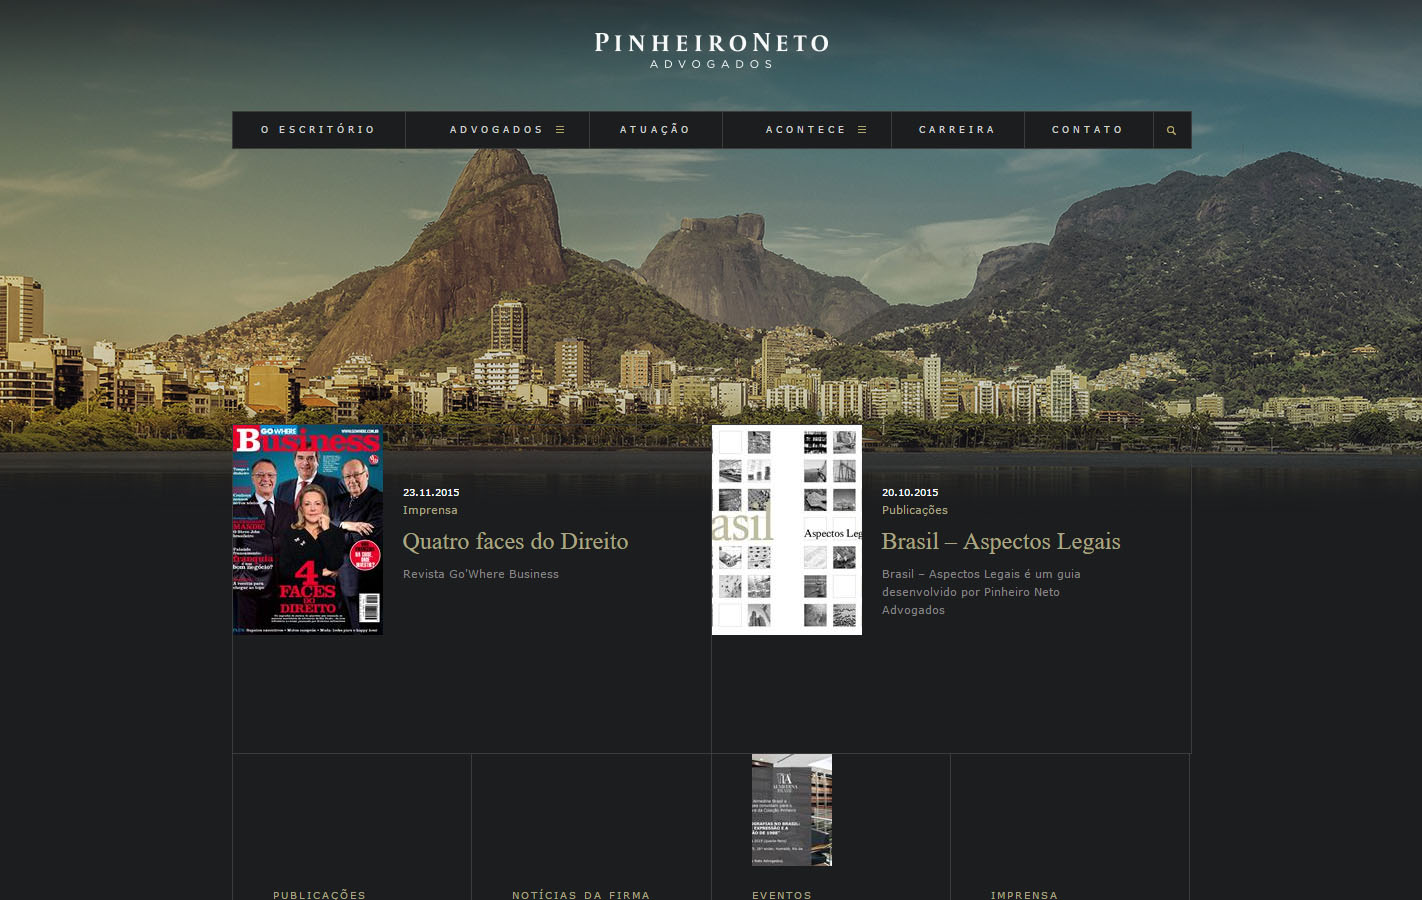 PINHEIRONETO
ADVOGADOS
O ESCRITÓRIO
ADVOGADOS
ATUAÇÃO
ACONTECE
CARREIRA
CONTATO
GO WHERE
Business
4
FACES
DO
DIREITO
23.11.2015
Imprensa
Quatro faces do Direito
Revista Go'Where Business
asil
Aspectos Leg
20.10.2015
Publicações
Brasil – Aspectos Legais
Brasil – Aspectos Legais é um guia
desenvolvido por Pinheiro Neto
Advogados
PUBLICAÇÕES
NOTÍCIAS DA FIRMA
EVENTOS
IMPRENSA